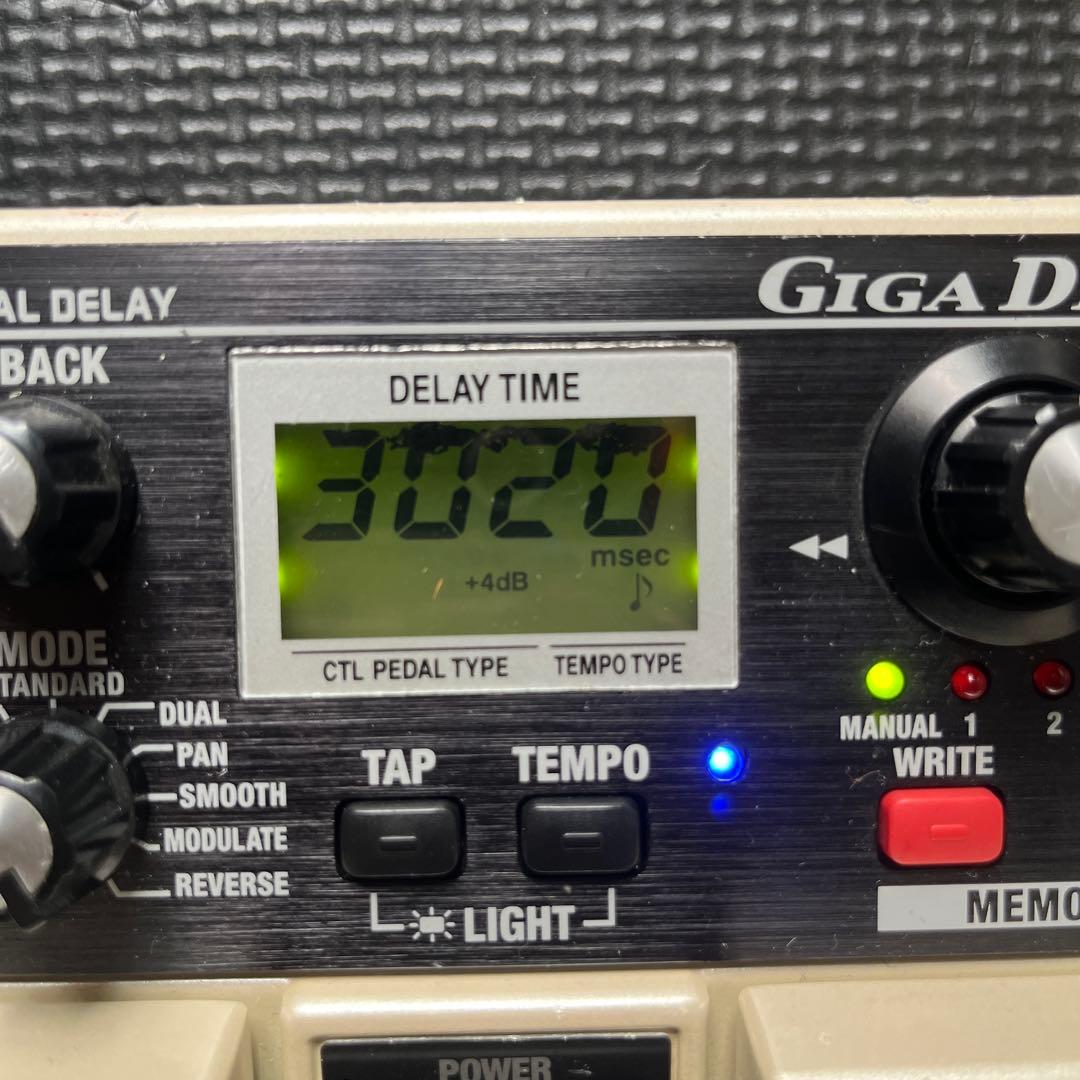 AL DELAY
GIGA D
BACK
DELAY TIME
3020
msec
+4dB
CTL PEDAL TYPE
TEMPO TYPE
MODE
TANDARD
DUAL
PAN
SMOOTH
MODULATE
REVERSE
TAP
TEMPO
LIGHT
MANUAL 1 2
WRITE
MEMO
POWER